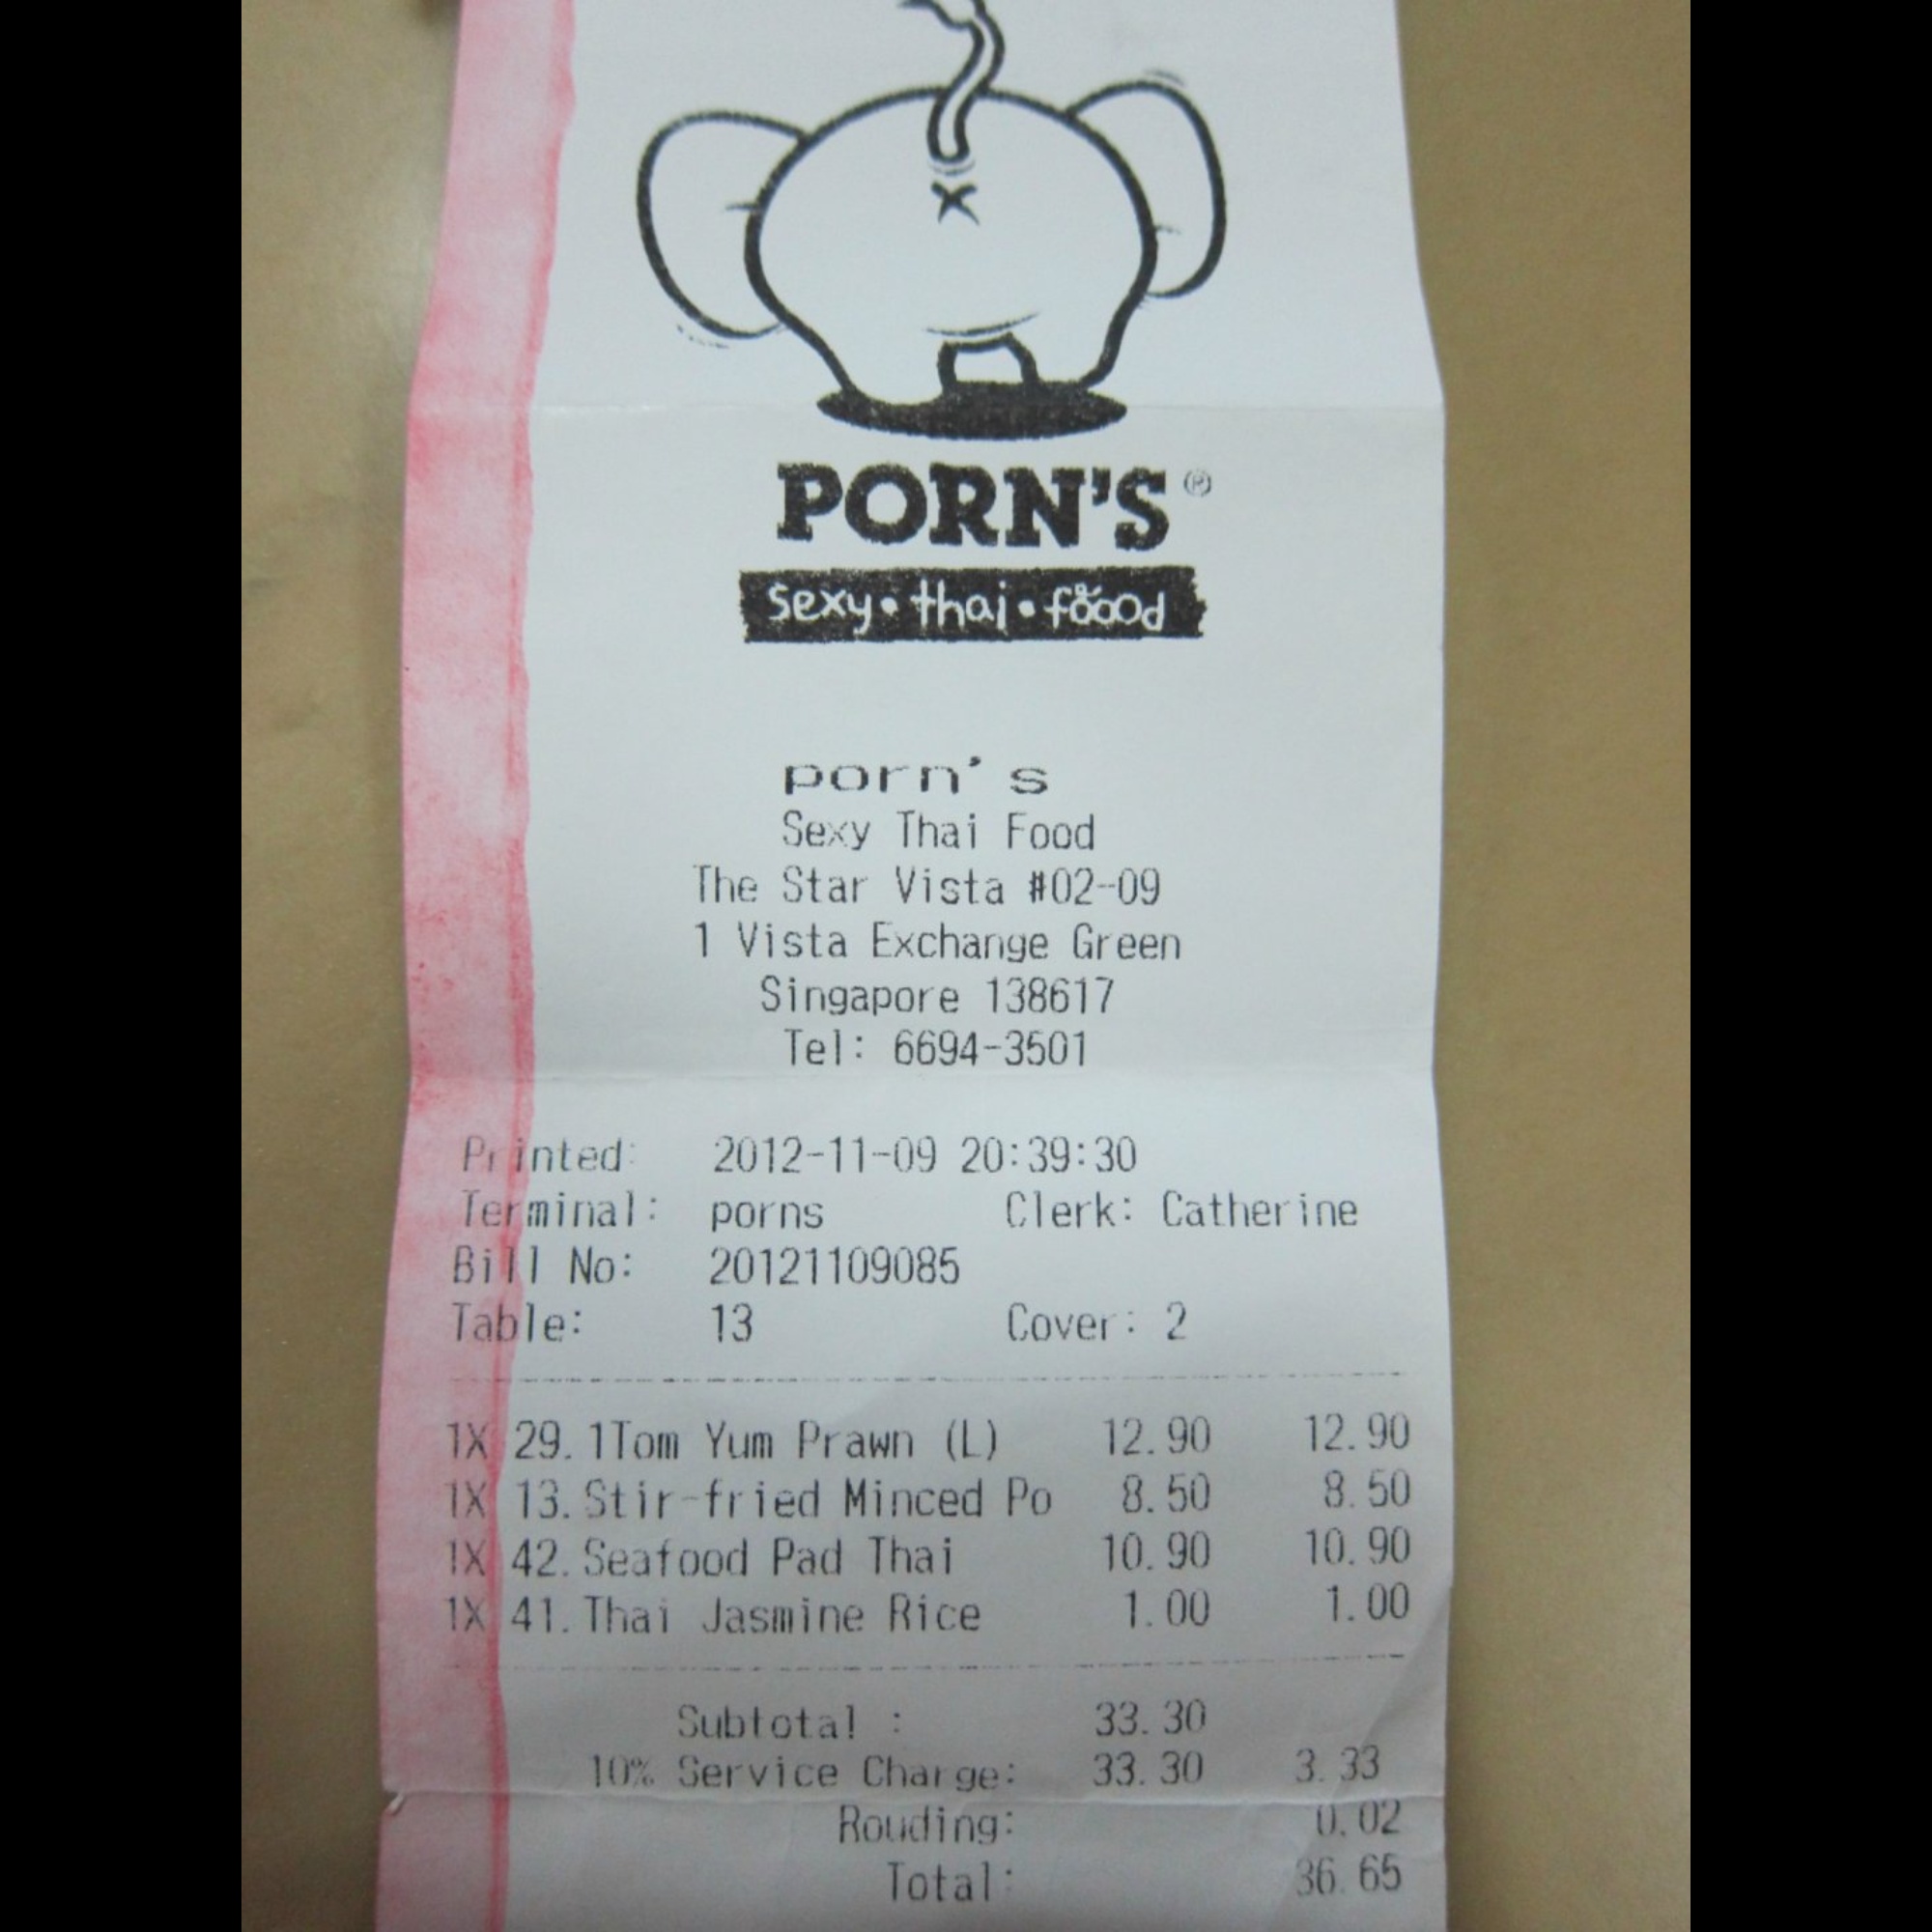 PORN'S®
sexy • thai • foood
porn's
Sexy Thai Food
The Star Vista #02-09
1 Vista Exchange Green
Singapore 138617
Tel: 6694-3501
Printed: 2012-11-09 20:39:30
Terminal: porns Clerk: Catherine
Bill No: 20121109085
Table: 13 Cover: 2
1X 29.1Tom Yum Prawn (L) 12.90 12.90
1X 13.Stir-fried Minced Po 8.50 8.50
1X 42.Seafood Pad Thai 10.90 10.90
1X 41.Thai Jasmine Rice 1.00 1.00
Subtotal : 33.30
10% Service Charge: 33.30 3.33
Rouding: 0.02
Total: 36.65